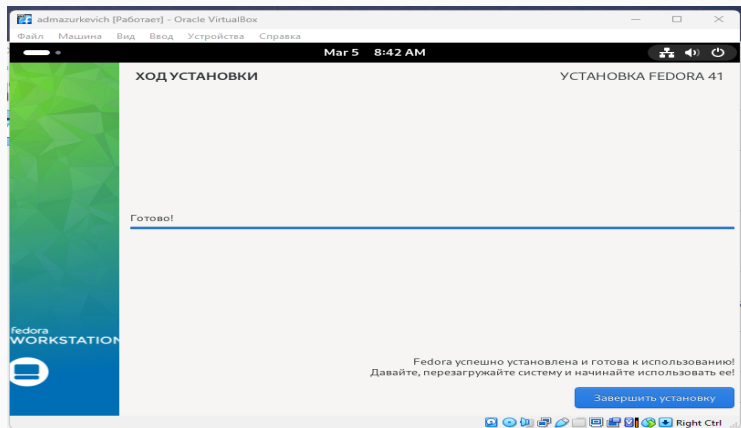 admazurkevich [Работает] - Oracle VirtualBox
Файл Машина Вид Ввод Устройства Справка
Mar 5 8:42 AM
ХОД УСТАНОВКИ
УСТАНОВКА FEDORA 41
Готово!
fedora
WORKSTATION
Fedora успешно установлена и готова к использованию!
Давайте, перезагружайте систему и начинайте использовать ее!
Завершить установку
Right Ctrl